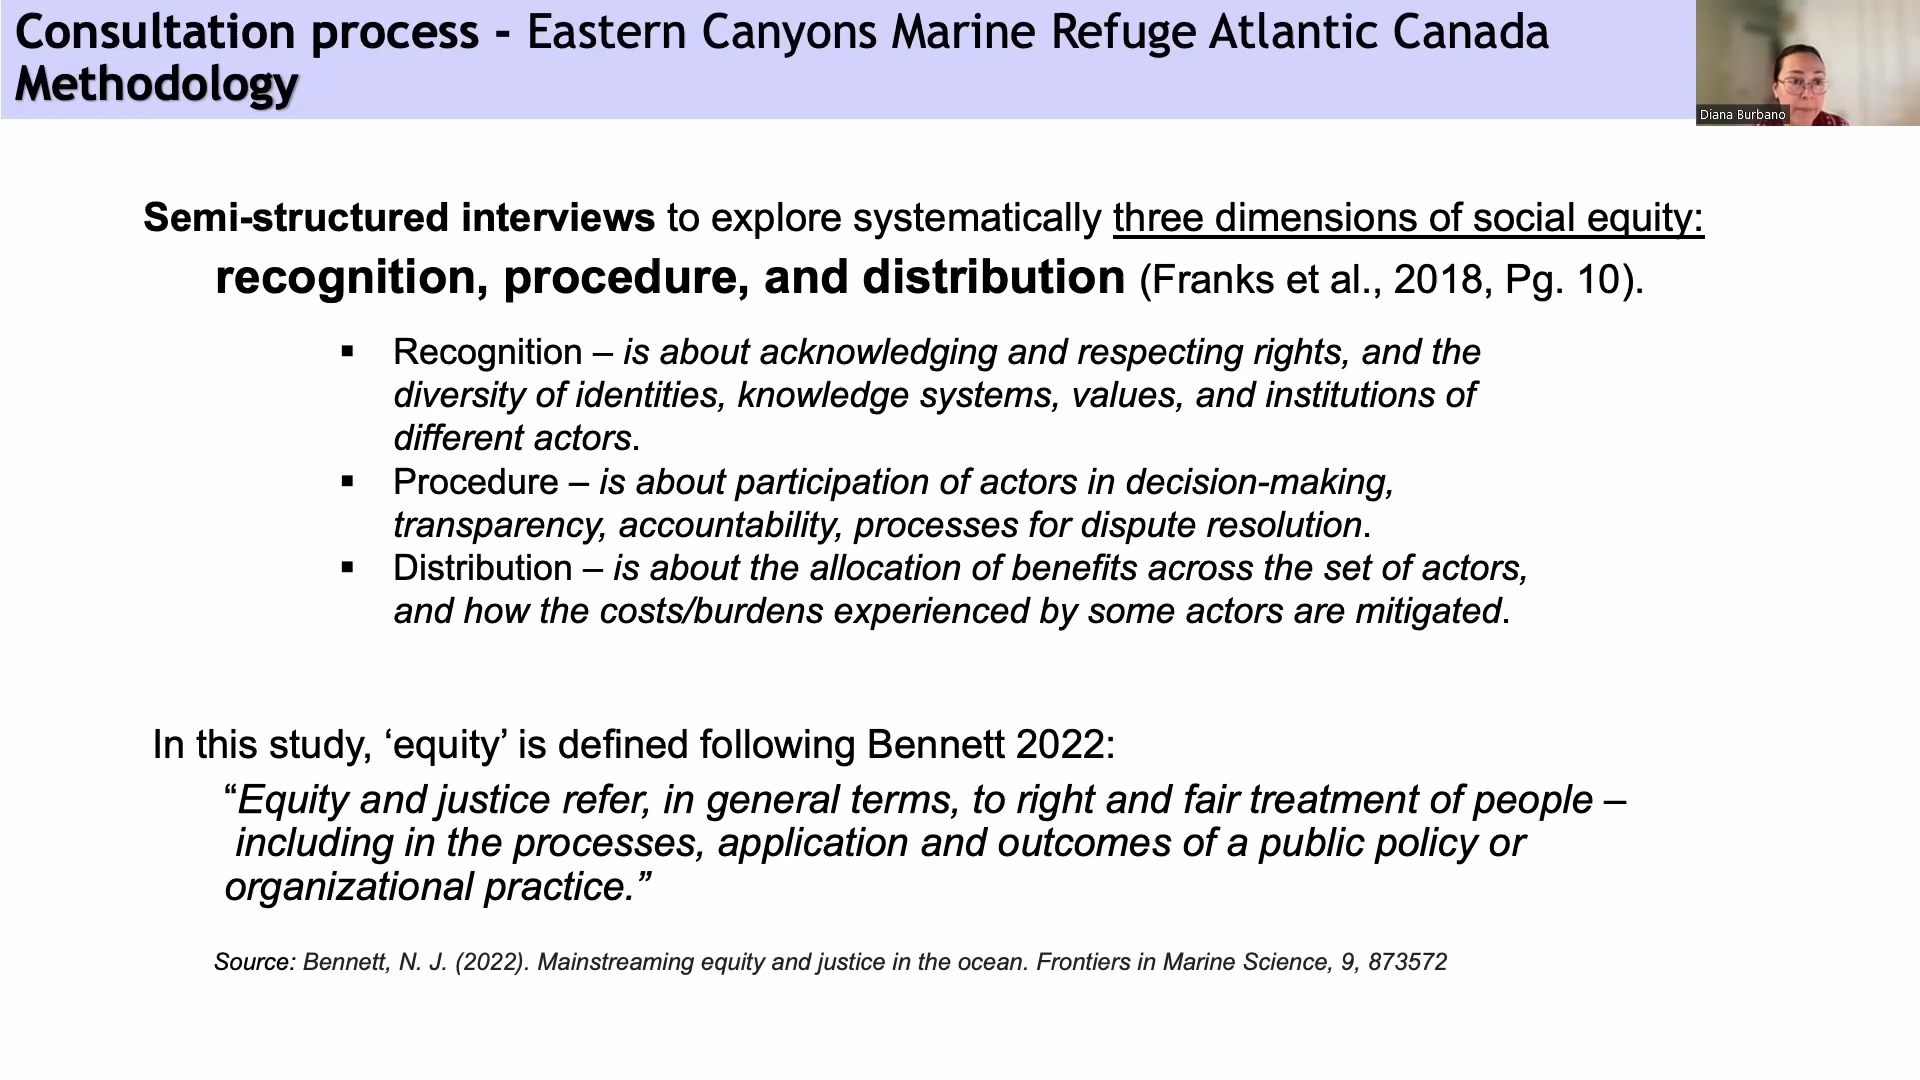 Consultation process - Eastern Canyons Marine Refuge Atlantic Canada
Methodology
Diana Burbano
Semi-structured interviews to explore systematically three dimensions of social equity:
recognition, procedure, and distribution (Franks et al., 2018, Pg. 10).
▪ Recognition – is about acknowledging and respecting rights, and the
diversity of identities, knowledge systems, values, and institutions of
different actors.
▪ Procedure – is about participation of actors in decision-making,
transparency, accountability, processes for dispute resolution.
▪ Distribution – is about the allocation of benefits across the set of actors,
and how the costs/burdens experienced by some actors are mitigated.
In this study, ‘equity’ is defined following Bennett 2022:
“Equity and justice refer, in general terms, to right and fair treatment of people –
including in the processes, application and outcomes of a public policy or
organizational practice.”
Source: Bennett, N. J. (2022). Mainstreaming equity and justice in the ocean. Frontiers in Marine Science, 9, 873572